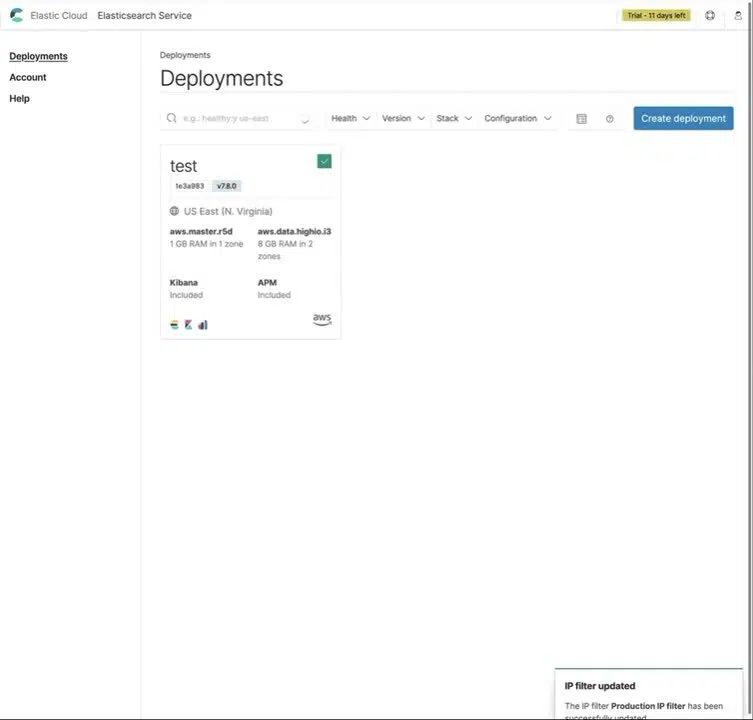 Elastic Cloud Elasticsearch Service Trial - 11 days left
Deployments
Account
Help
Deployments
Deployments
e.g., healthy:y us-east Health Version Stack Configuration Create deployment
test
1e3a983 v7.8.0
US East (N. Virginia)
aws.master.r5d aws.data.highio.i3
1 GB RAM in 1 zone 8 GB RAM in 2
zones
Kibana APM
Included Included
aws
IP filter updated
The IP filter Production IP filter has been
successfully updated